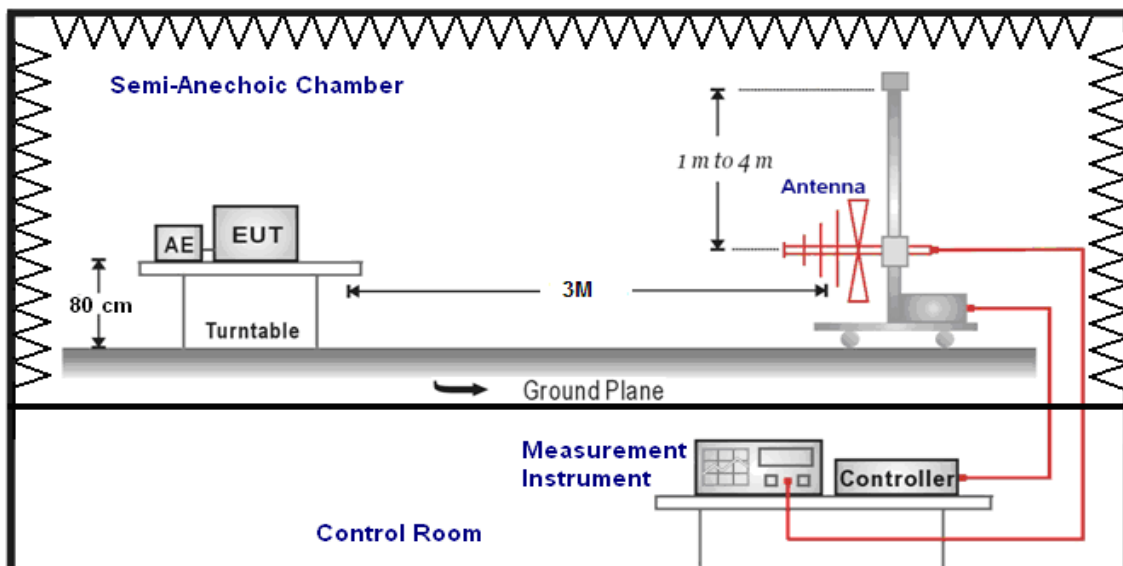 Semi-Anechoic Chamber
1 m to 4 m
Antenna
AE
EUT
80 cm
3M
Turntable
Ground Plane
Measurement
Instrument
Controller
Control Room